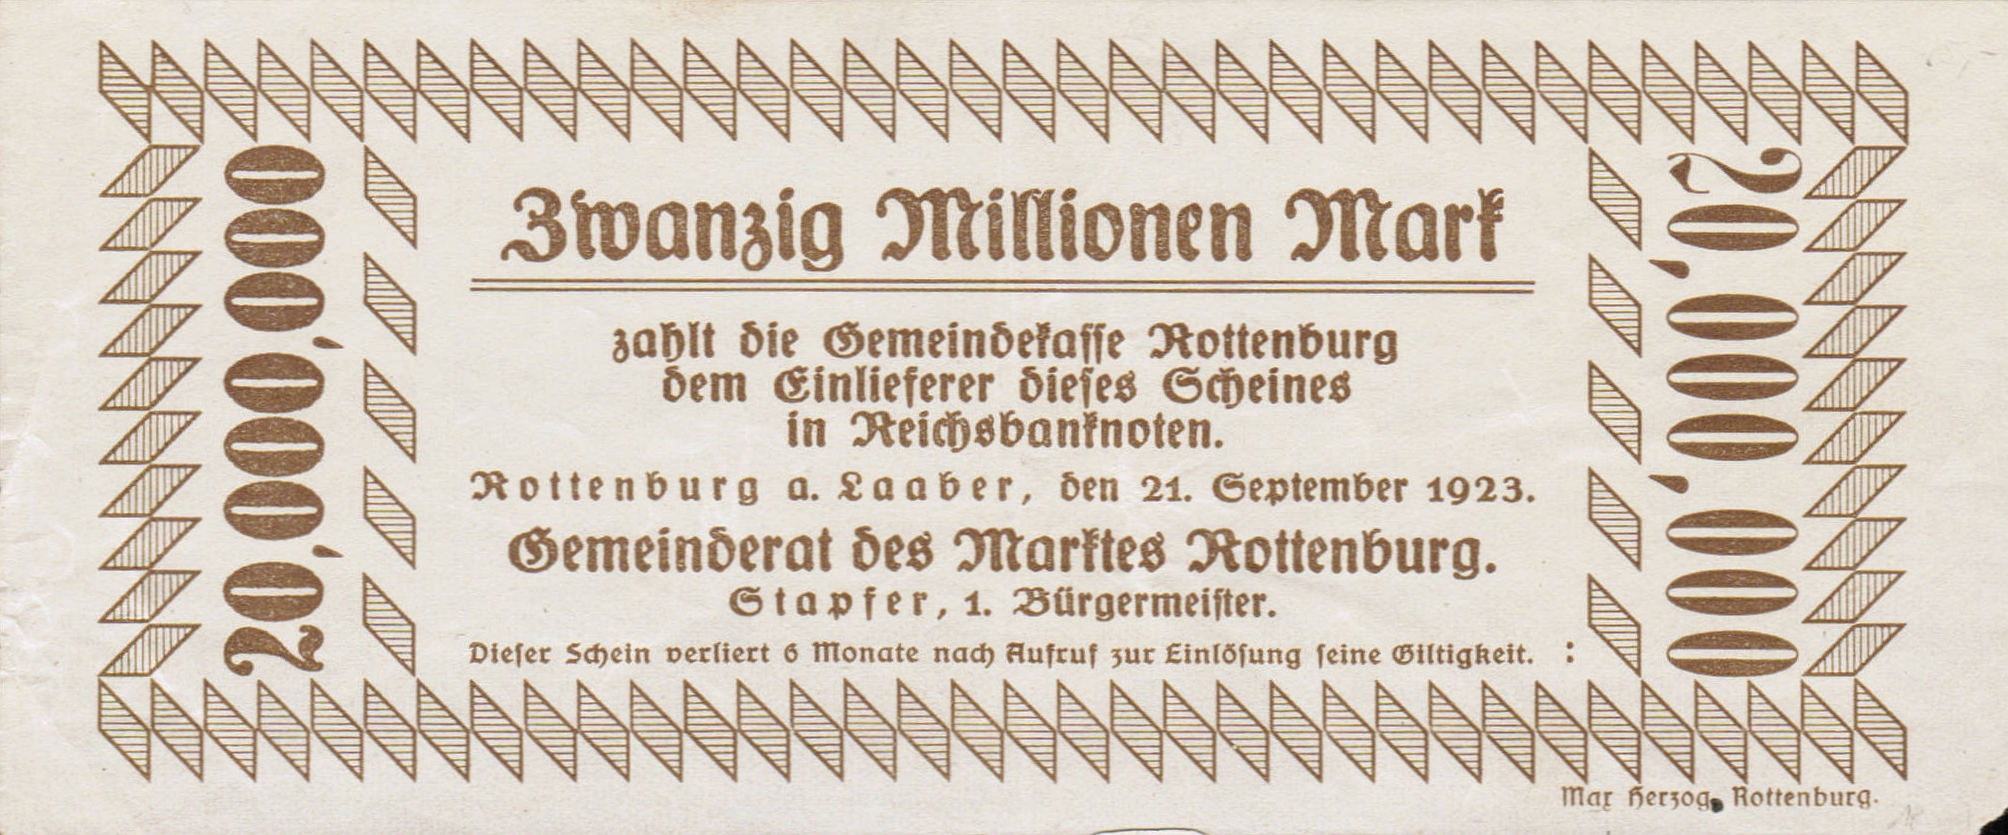 20,000,000
Zwanzig Millionen Mark
zahlt die Gemeindekasse Rottenburg
dem Einlieferer dieses Scheines
in Reichsbanknoten.
Rottenburg a. Laaber, den 21. September 1923.
Gemeinderat des Marktes Rottenburg.
Stapfer, 1. Bürgermeister.
Dieser Schein verliert 6 Monate nach Aufruf zur Einlösung seine Giltigkeit. :
20,000,000
Max Herzog, Rottenburg.